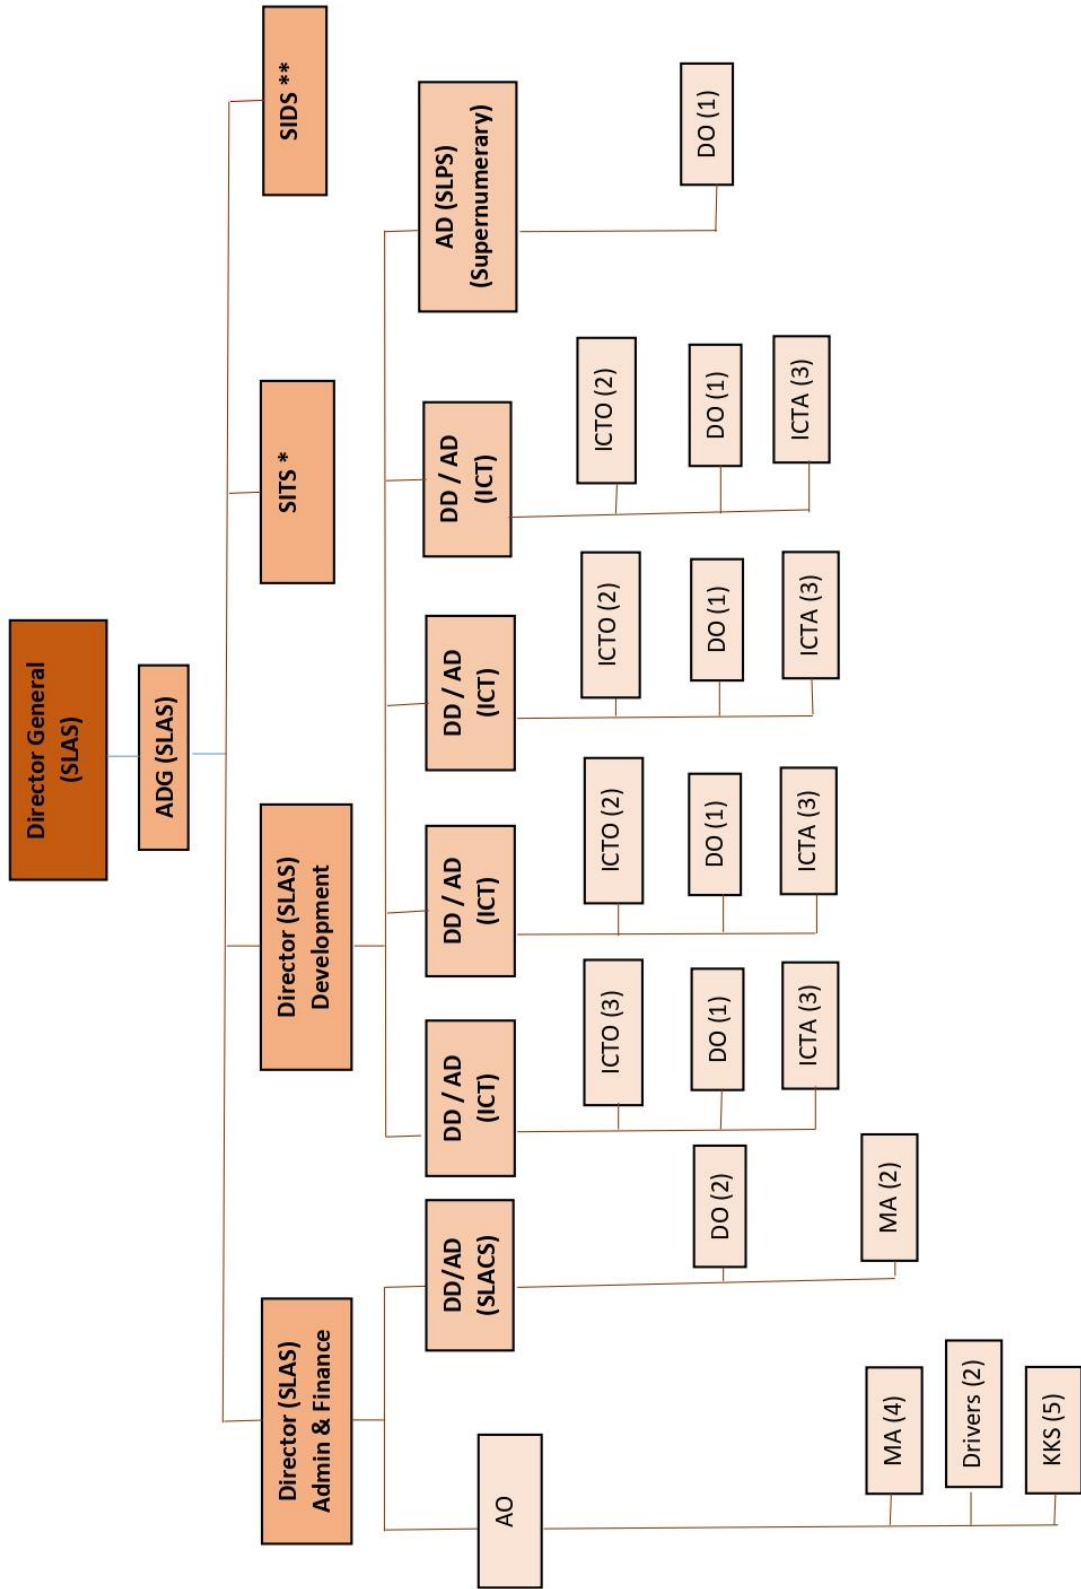 Director General
(SLAS)
ADG (SLAS)
Director (SLAS)
Admin & Finance
Director (SLAS)
Development
SITS *
SIDS **
AO
DD/AD
(SLACS)
DD / AD
(ICT)
DD / AD
(ICT)
DD / AD
(ICT)
DD / AD
(ICT)
AD (SLPS)
(Supernumerary)
MA (4)
Drivers (2)
KKS (5)
DO (2)
MA (2)
ICTO (3)
DO (1)
ICTA (3)
ICTO (2)
DO (1)
ICTA (3)
ICTO (2)
DO (1)
ICTA (3)
ICTO (2)
DO (1)
ICTA (3)
DO (1)